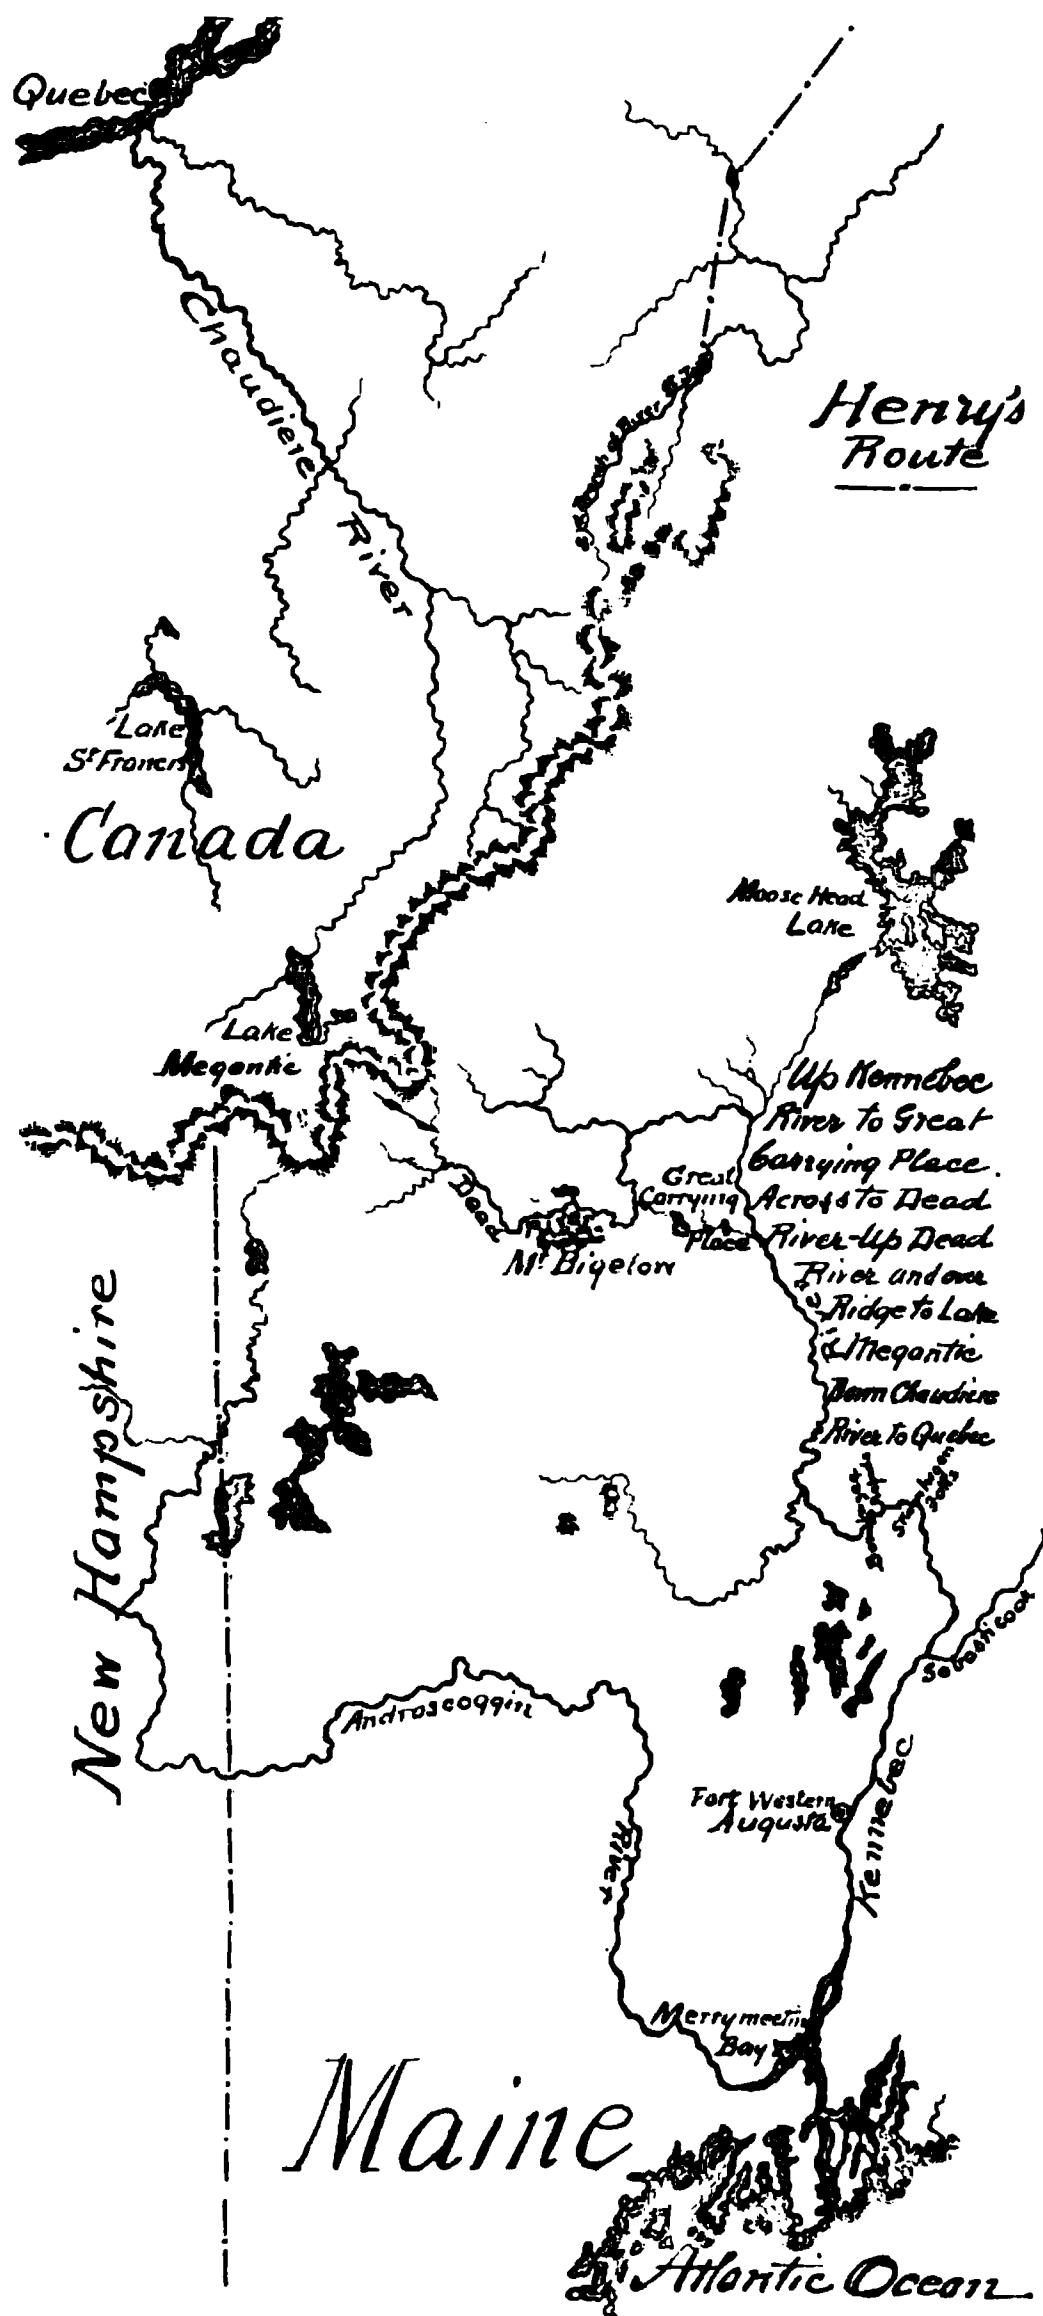 Quebec
Chaudiere
River
Henry's
Route
Lake
St Francis
Canada
Moose Head
Lake
Lake
Megantic
Up Kennebec
River to Great
Carrying Place.
Across to Dead
River-Up Dead
River and over
Ridge to Lake
Megantic
Down Chaudiere
River to Quebec
Great
Carrying
Place
Dead
River
Mt Bigelow
New Hampshire
Sebasticook
Androscoggin
River
Fort Western
Augusta
Kennebec
Merrymeetin
Bay
Maine
Atlantic Ocean